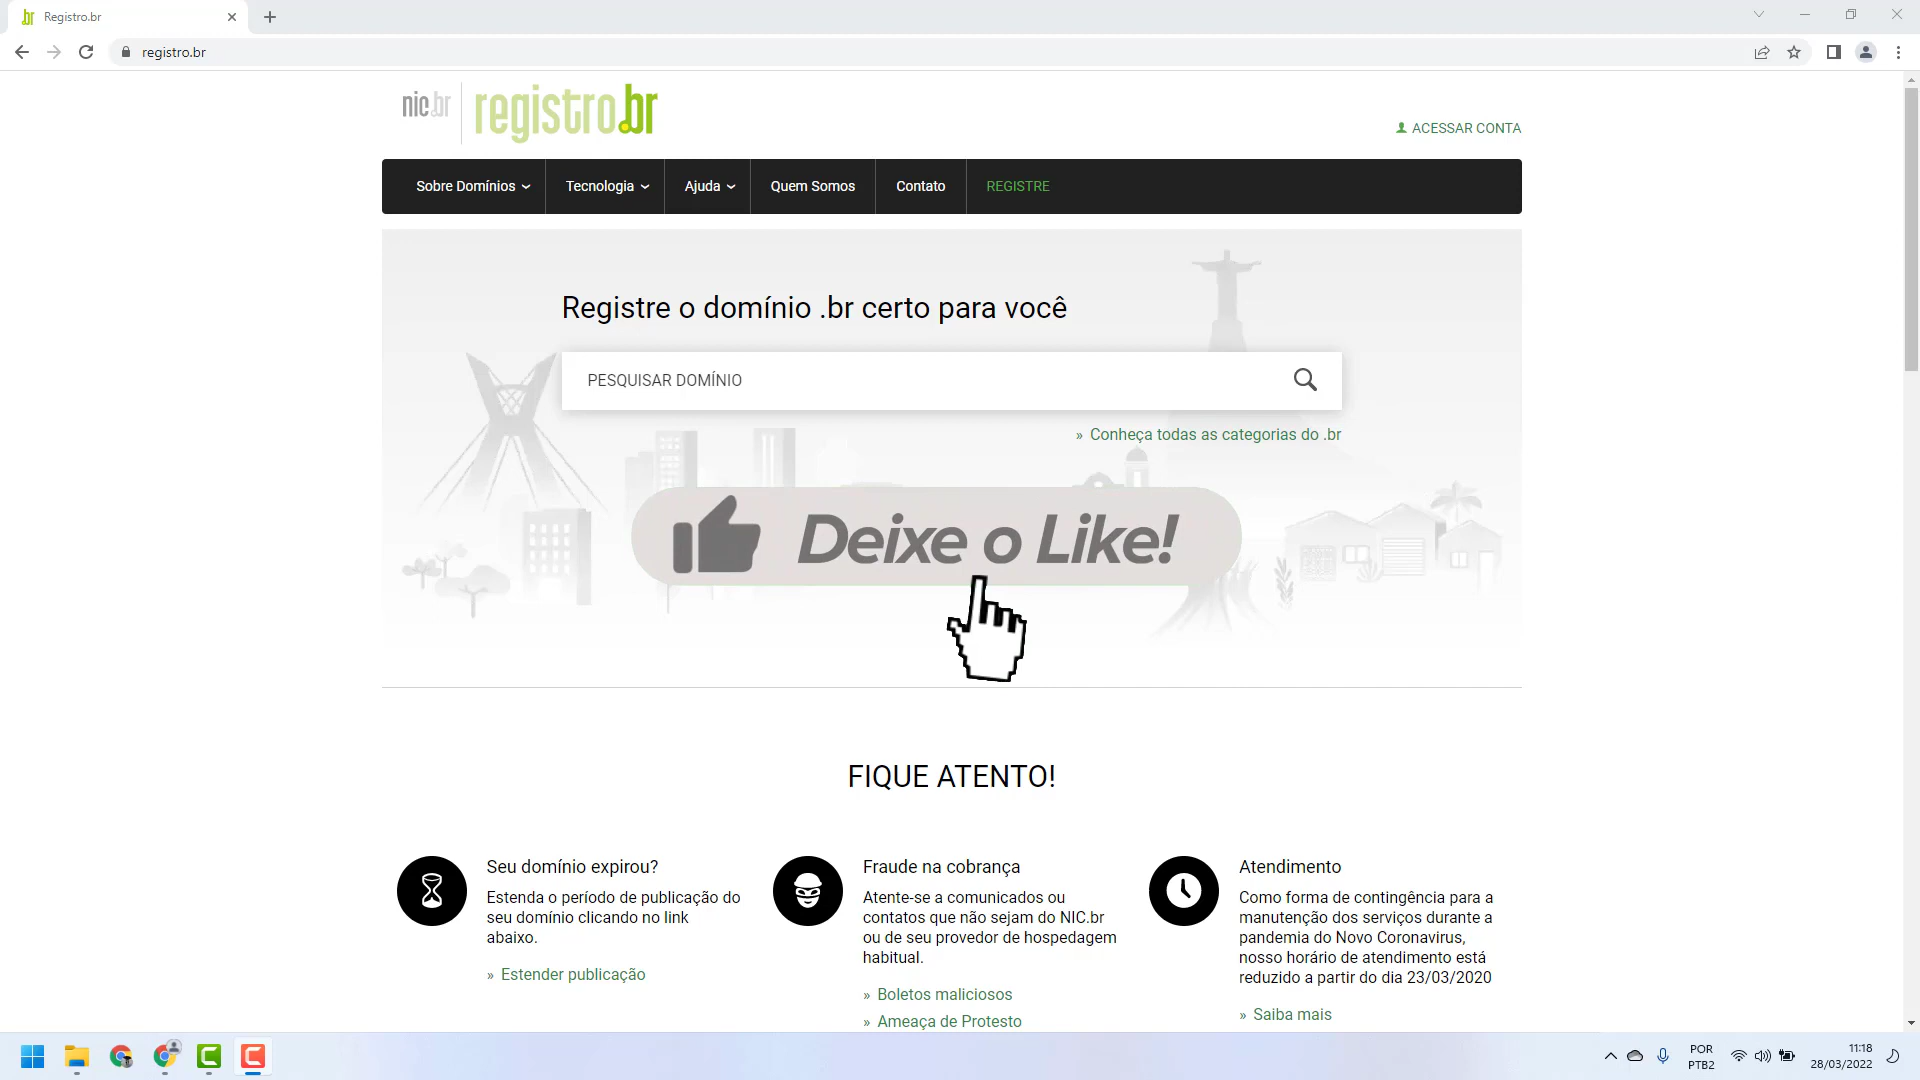 Registro.br
registro.br
nic.br
registro.br
ACESSAR CONTA
Sobre Domínios
Tecnologia
Ajuda
Quem Somos
Contato
REGISTRE
Registre o domínio .br certo para você
PESQUISAR DOMÍNIO
» Conheça todas as categorias do .br
Deixe o Like!
FIQUE ATENTO!
Seu domínio expirou?
Estenda o período de publicação do
seu domínio clicando no link
abaixo.
» Estender publicação
Fraude na cobrança
Atente-se a comunicados ou
contatos que não sejam do NIC.br
ou de seu provedor de hospedagem
habitual.
» Boletos maliciosos
» Ameaça de Protesto
Atendimento
Como forma de contingência para a
manutenção dos serviços durante a
pandemia do Novo Coronavirus,
nosso horário de atendimento está
reduzido a partir do dia 23/03/2020
» Saiba mais
POR
PTB2
11:18
28/03/2022